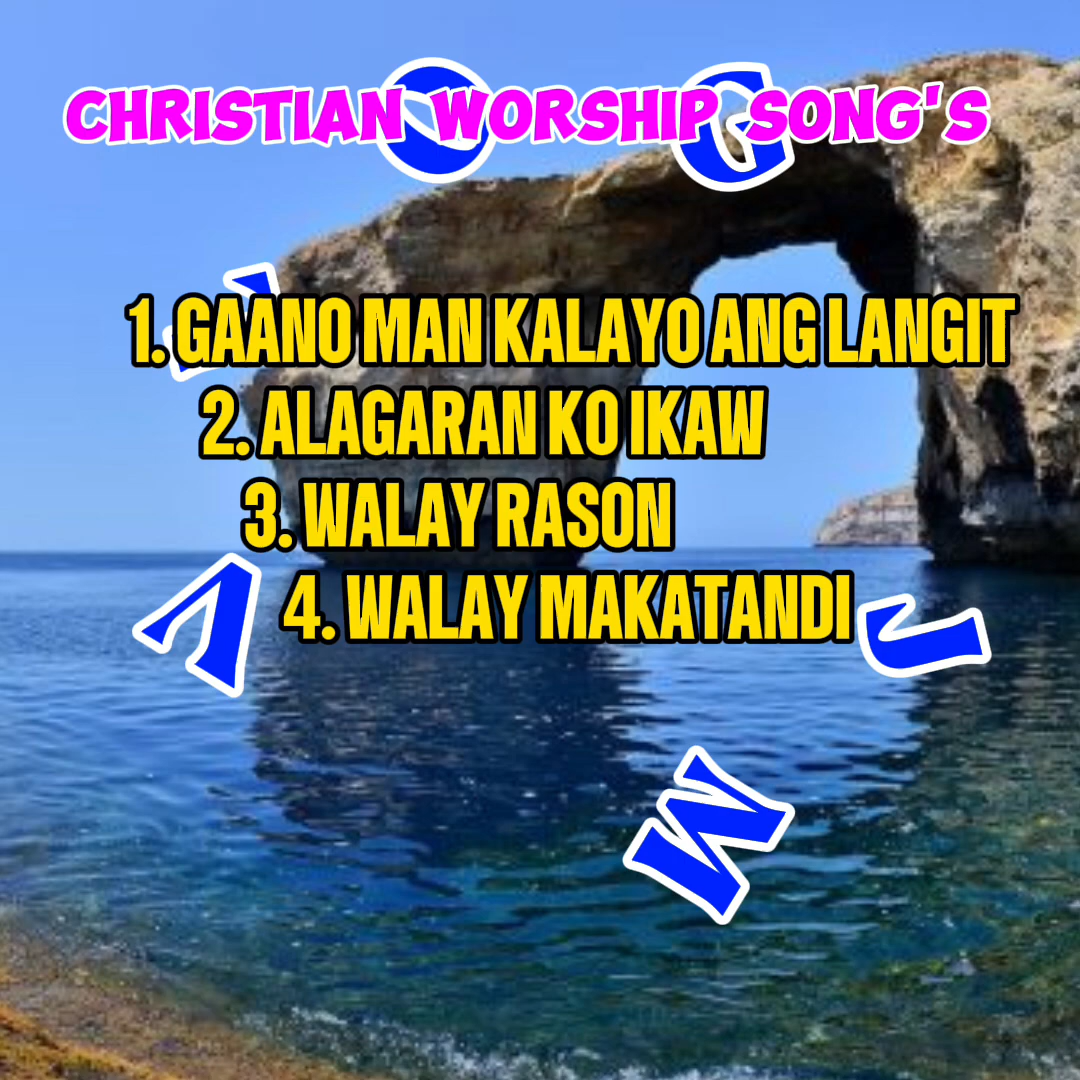 CHRISTIAN WORSHIP SONG'S
1. GAANO MAN KALAYO ANG LANGIT
2. ALAGARAN KO IKAW
3. WALAY RASON
4. WALAY MAKATANDI
G
J
M